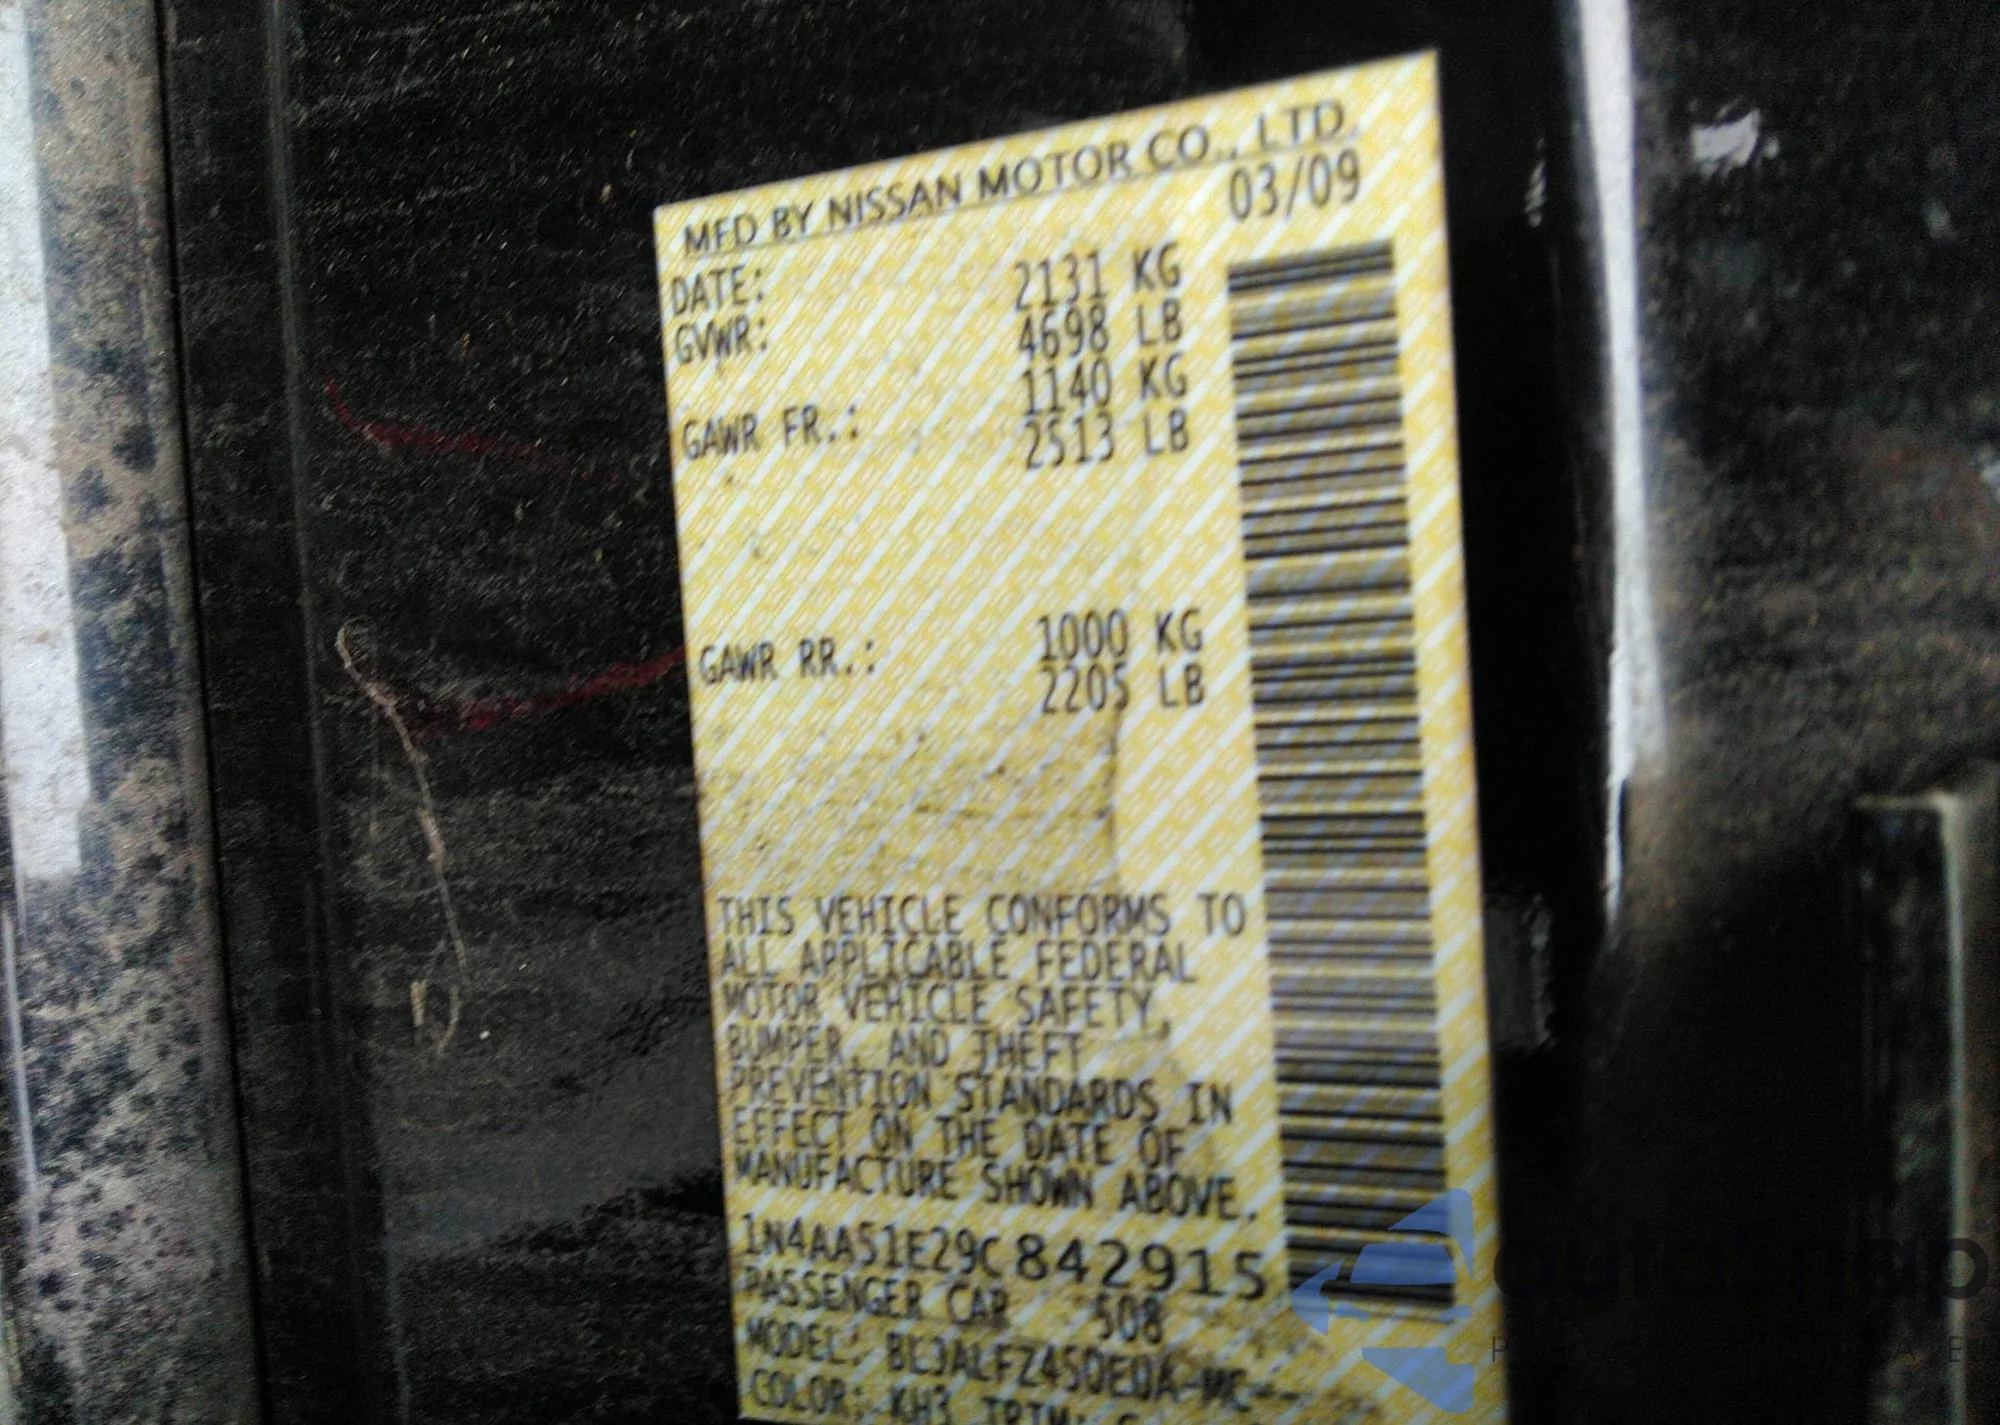 MFD BY NISSAN MOTOR CO., LTD.
DATE: 03/09
GVWR: 2131 KG
4698 LB
GAWR FR.: 1140 KG
2513 LB
GAWR RR.: 1000 KG
2205 LB
THIS VEHICLE CONFORMS TO
ALL APPLICABLE FEDERAL
MOTOR VEHICLE SAFETY,
BUMPER, AND THEFT
PREVENTION STANDARDS IN
EFFECT ON THE DATE OF
MANUFACTURE SHOWN ABOVE.
1N4AA51E29C842915
PASSENGER CAR 508
MODEL:
COLOR: KH3 TRIM: